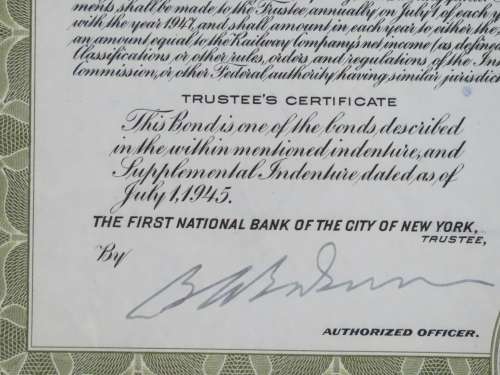 ments shall be made to the Trustee, annually on July 1 of each y
with the year 1947, and shall amount in each year to either the
an amount equal to the Railway Company's net income (as defined
Classifications or other rules, orders, and regulations of the In
Commission, or other Federal authority having similar jurisdic
TRUSTEE'S CERTIFICATE
This Bond is one of the bonds, described
in the within mentioned indenture, and
Supplemental Indenture dated as of
July 1, 1945.
THE FIRST NATIONAL BANK OF THE CITY OF NEW YORK,
TRUSTEE,
By
AUTHORIZED OFFICER.